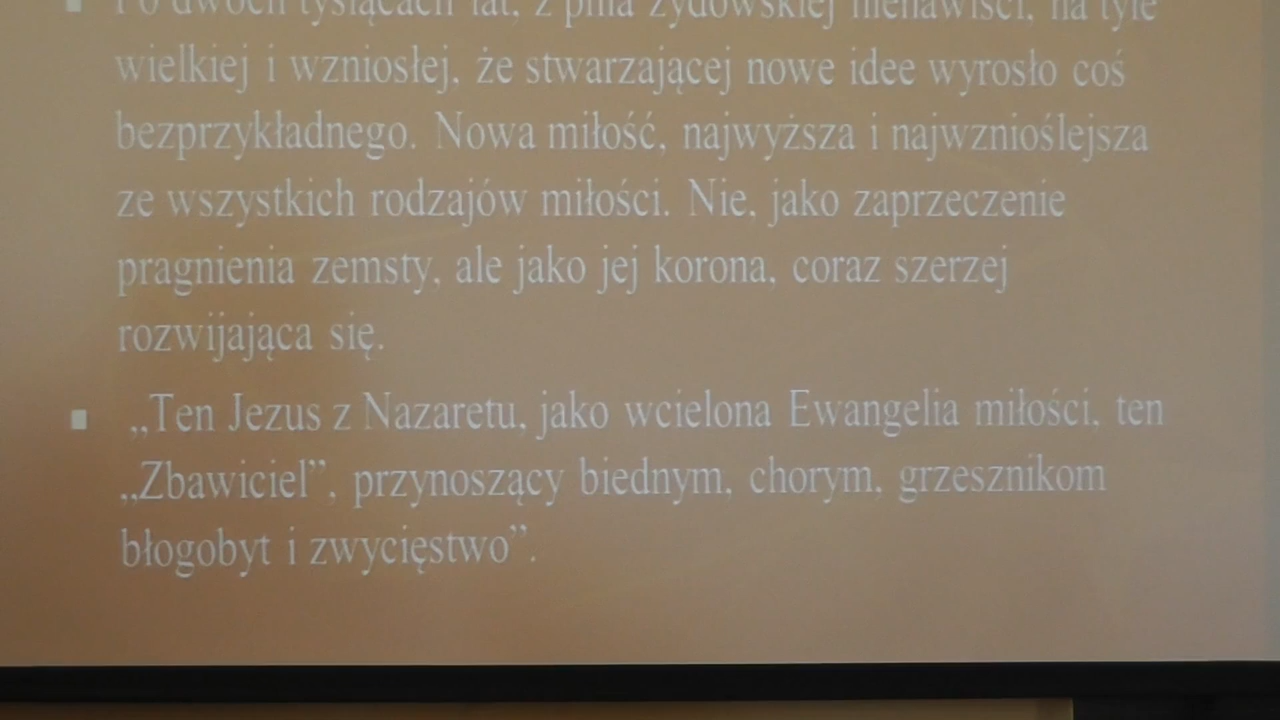 Po dwóch tysiącach lat, z pnia żydowskiej nienawiści, na tyle
wielkiej i wzniosłej, że stwarzającej nowe idee wyrosło coś
bezprzykładnego. Nowa miłość, najwyższa i najwznioślejsza
ze wszystkich rodzajów miłości. Nie, jako zaprzeczenie
pragnienia zemsty, ale jako jej korona, coraz szerzej
rozwijająca się.
„Ten Jezus z Nazaretu, jako wcielona Ewangelia miłości, ten
„Zbawiciel”, przynoszący biednym, chorym, grzesznikom
błogobyt i zwycięstwo”.